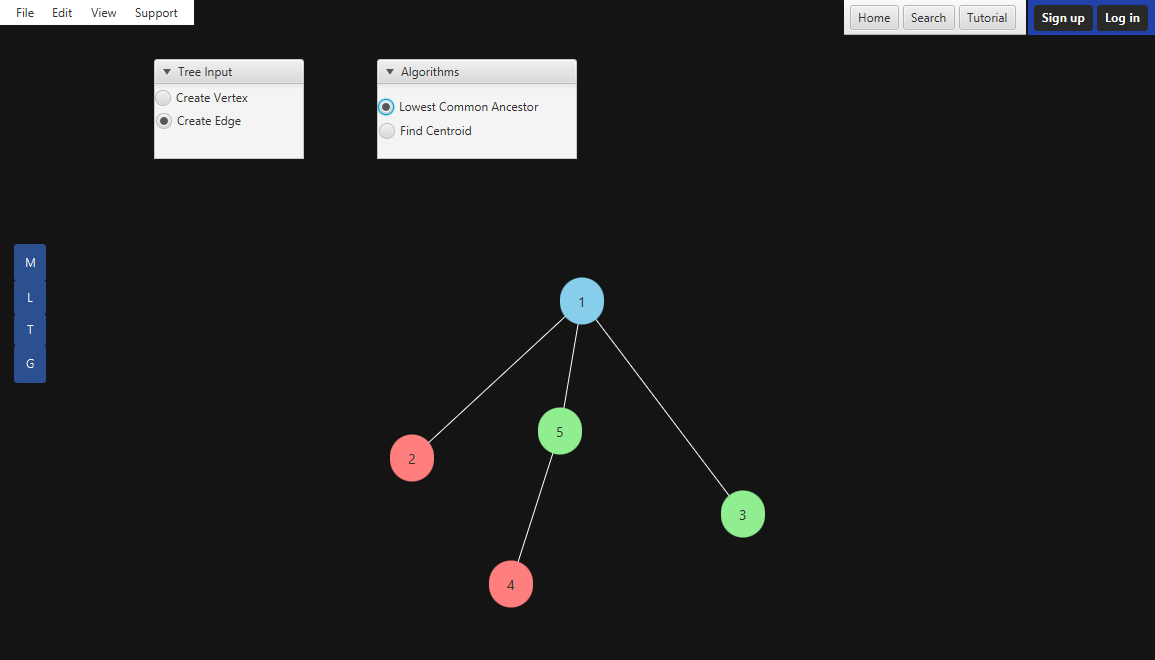 File Edit View Support
Home Search Tutorial Sign up Log in
Tree Input
Create Vertex
Create Edge
Algorithms
Lowest Common Ancestor
Find Centroid
M
L
T
G
1
5
2
3
4